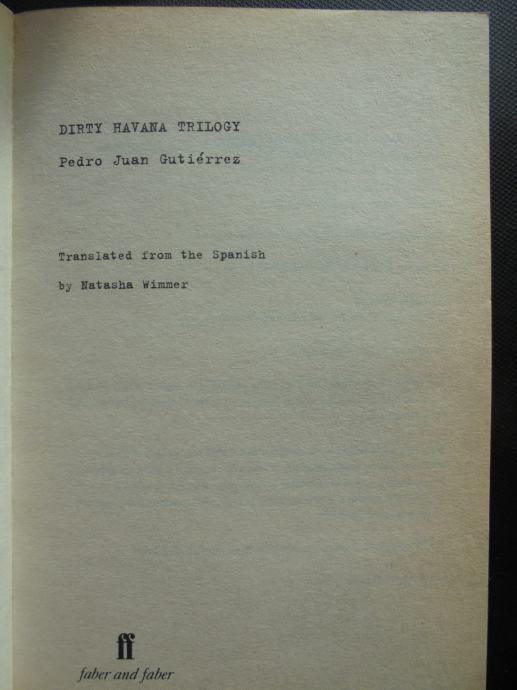 DIRTY HAVANA TRILOGY
Pedro Juan Gutiérrez
Translated from the Spanish
by Natasha Wimmer
ff
faber and faber